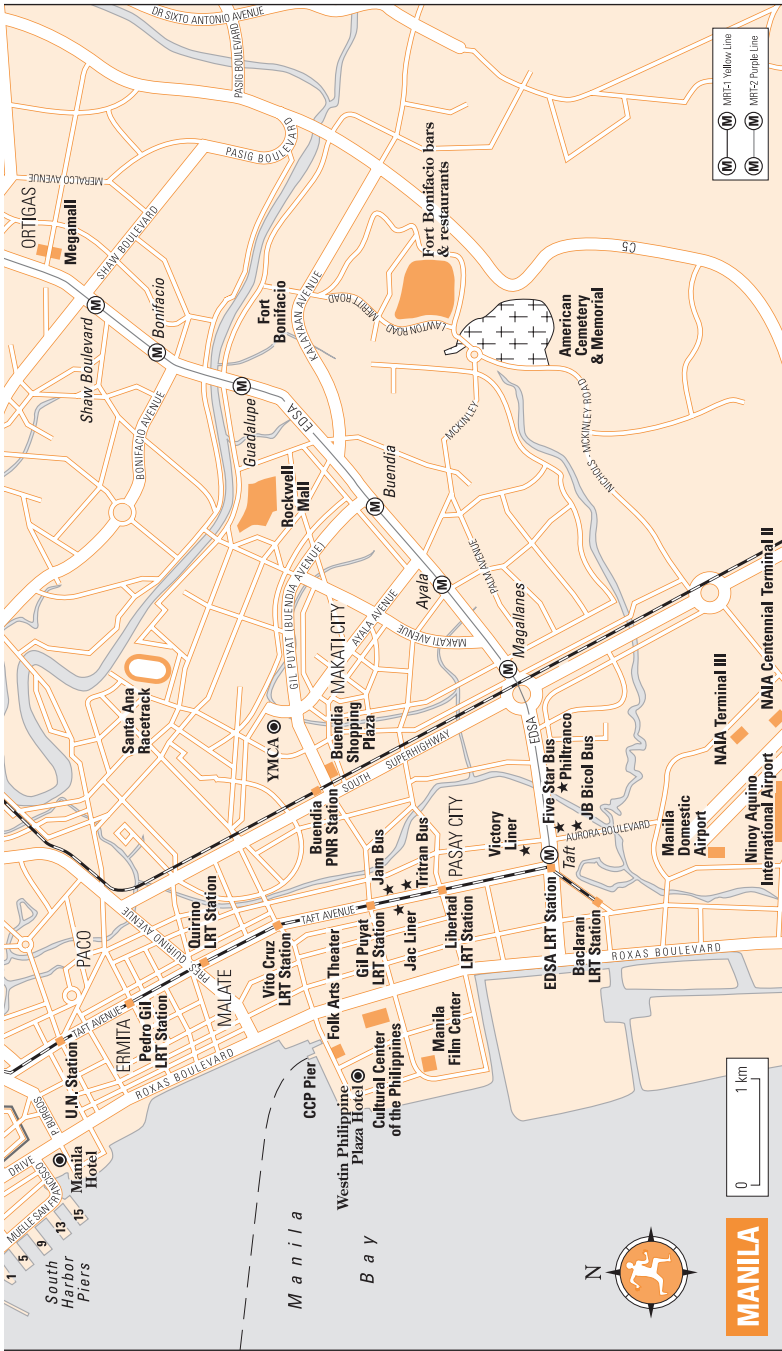 DR SIXTO ANTONIO AVENUE
PASIG BOULEVARD
PASIG BOULEVARD
MERALCO AVENUE
ORTIGAS
Megamall
SHAW BOULEVARD
Shaw Boulevard
Bonifacio
BONIFACIO AVENUE
Guadalupe
EDSA
Fort
Bonifacio
KALAYAAN AVENUE
MERITT ROAD
LAWTON ROAD
Fort Bonifacio bars
& restaurants
C5
American
Cemetery
& Memorial
MCKINLEY
NICHOLS - MCKINLEY ROAD
Rockwell
Mall
Buendia
Ayala
PALM AVENUE
Magallanes
MAKATI AVENUE
AYALA AVENUE
GIL PUYAT (BUENDIA AVENUE)
MAKATI CITY
Santa Ana
Racetrack
YMCA
Buendia
Shopping
Plaza
Buendia
PNR Station
SOUTH SUPERHIGHWAY
EDSA
Five Star Bus
Philtranco
JB Bicol Bus
Victory
Liner
Taft
AURORA BOULEVARD
PASAY CITY
Jam Bus
Tritran Bus
Jac Liner
TAFT AVENUE
Gil Puyat
LRT Station
Libertad
LRT Station
EDSA LRT Station
Baclaran
LRT Station
Manila
Domestic
Airport
Ninoy Aquino
International Airport
NAIA Terminal III
NAIA Centennial Terminal II
ROXAS BOULEVARD
PACO
PRES QUIRINO AVENUE
Quirino
LRT Station
Vito Cruz
LRT Station
MALATE
ERMITA
Pedro Gil
LRT Station
U.N. Station
TAFT AVENUE
ROXAS BOULEVARD
P BURGOS
DRIVE
Manila
Hotel
MUELLE SAN FRANCISCO
1
5
9
13
15
South
Harbor
Piers
Folk Arts Theater
CCP Pier
Westin Philippine
Plaza Hotel
Cultural Center
of the Philippines
Manila
Film Center
Manila
Bay
N
MANILA
0
1 km
M
M
MRT-1 Yellow Line
M
M
MRT-2 Purple Line
M
M
M
M
M
M
M